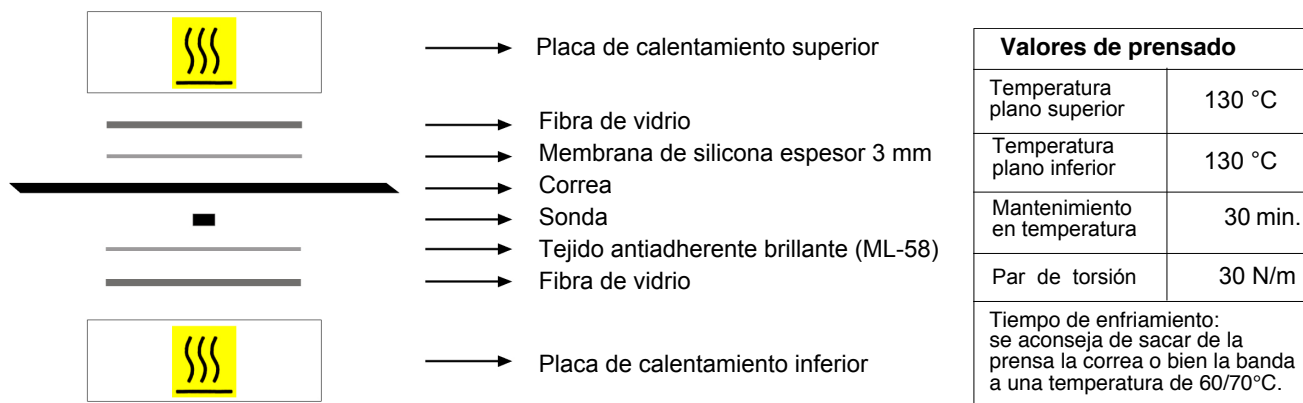 Placa de calentamiento superior
Fibra de vidrio
Membrana de silicona espesor 3 mm
Correa
Sonda
Tejido antiadherente brillante (ML-58)
Fibra de vidrio
Placa de calentamiento inferior
Valores de prensado
Temperatura
plano superior
130 °C
Temperatura
plano inferior
130 °C
Mantenimiento
en temperatura
30 min.
Par de torsión
30 N/m
Tiempo de enfriamiento:
se aconseja de sacar de la
prensa la correa o bien la banda
a una temperatura de 60/70°C.